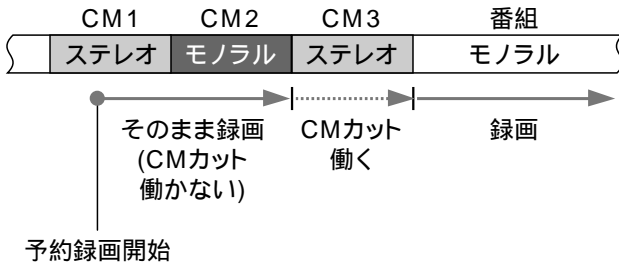 CM1 CM2 CM3 番組
ステレオ モノラル ステレオ モノラル
そのまま録画 CMカット 録画
(CMカット 働く
働かない)
予約録画開始